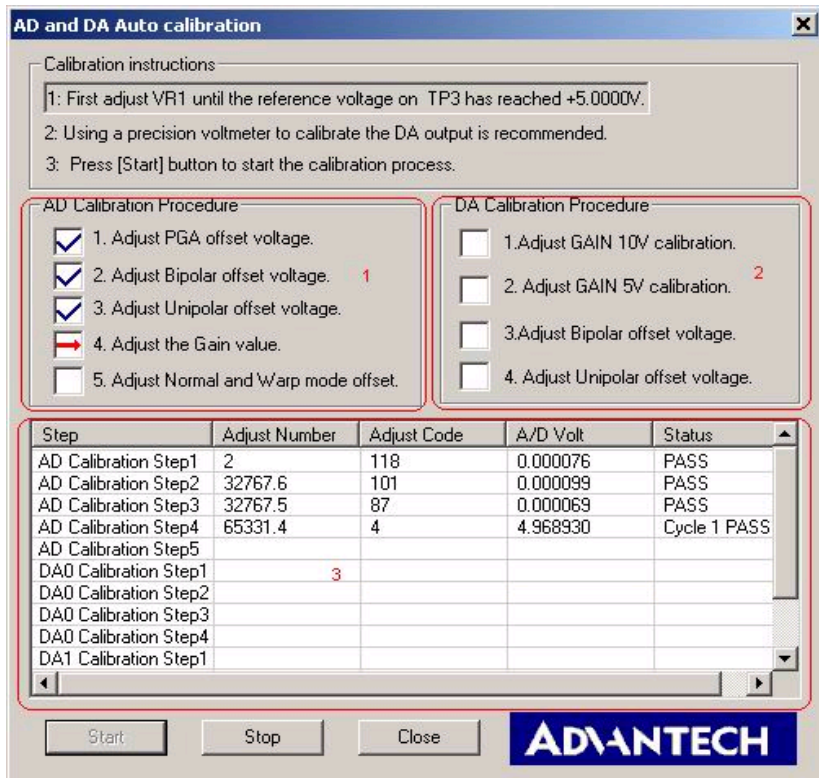 AD and DA Auto calibration
Calibration instructions
1: First adjust VR1 until the reference voltage on TP3 has reached +5.0000V.
2: Using a precision voltmeter to calibrate the DA output is recommended.
3: Press [Start] button to start the calibration process.
AD Calibration Procedure
1. Adjust PGA offset voltage.
2. Adjust Bipolar offset voltage.
3. Adjust Unipolar offset voltage.
4. Adjust the Gain value.
5. Adjust Normal and Warp mode offset.
1
DA Calibration Procedure
1.Adjust GAIN 10V calibration.
2. Adjust GAIN 5V calibration.
3.Adjust Bipolar offset voltage.
4. Adjust Unipolar offset voltage.
2
Step Adjust Number Adjust Code A/D Volt Status
AD Calibration Step1 2 118 0.000076 PASS
AD Calibration Step2 32767.6 101 0.000099 PASS
AD Calibration Step3 32767.5 87 0.000069 PASS
AD Calibration Step4 65331.4 4 4.968930 Cycle 1 PASS
AD Calibration Step5
DA0 Calibration Step1
DA0 Calibration Step2
DA0 Calibration Step3
DA0 Calibration Step4
DA1 Calibration Step1
3
Start Stop Close ADVANTECH